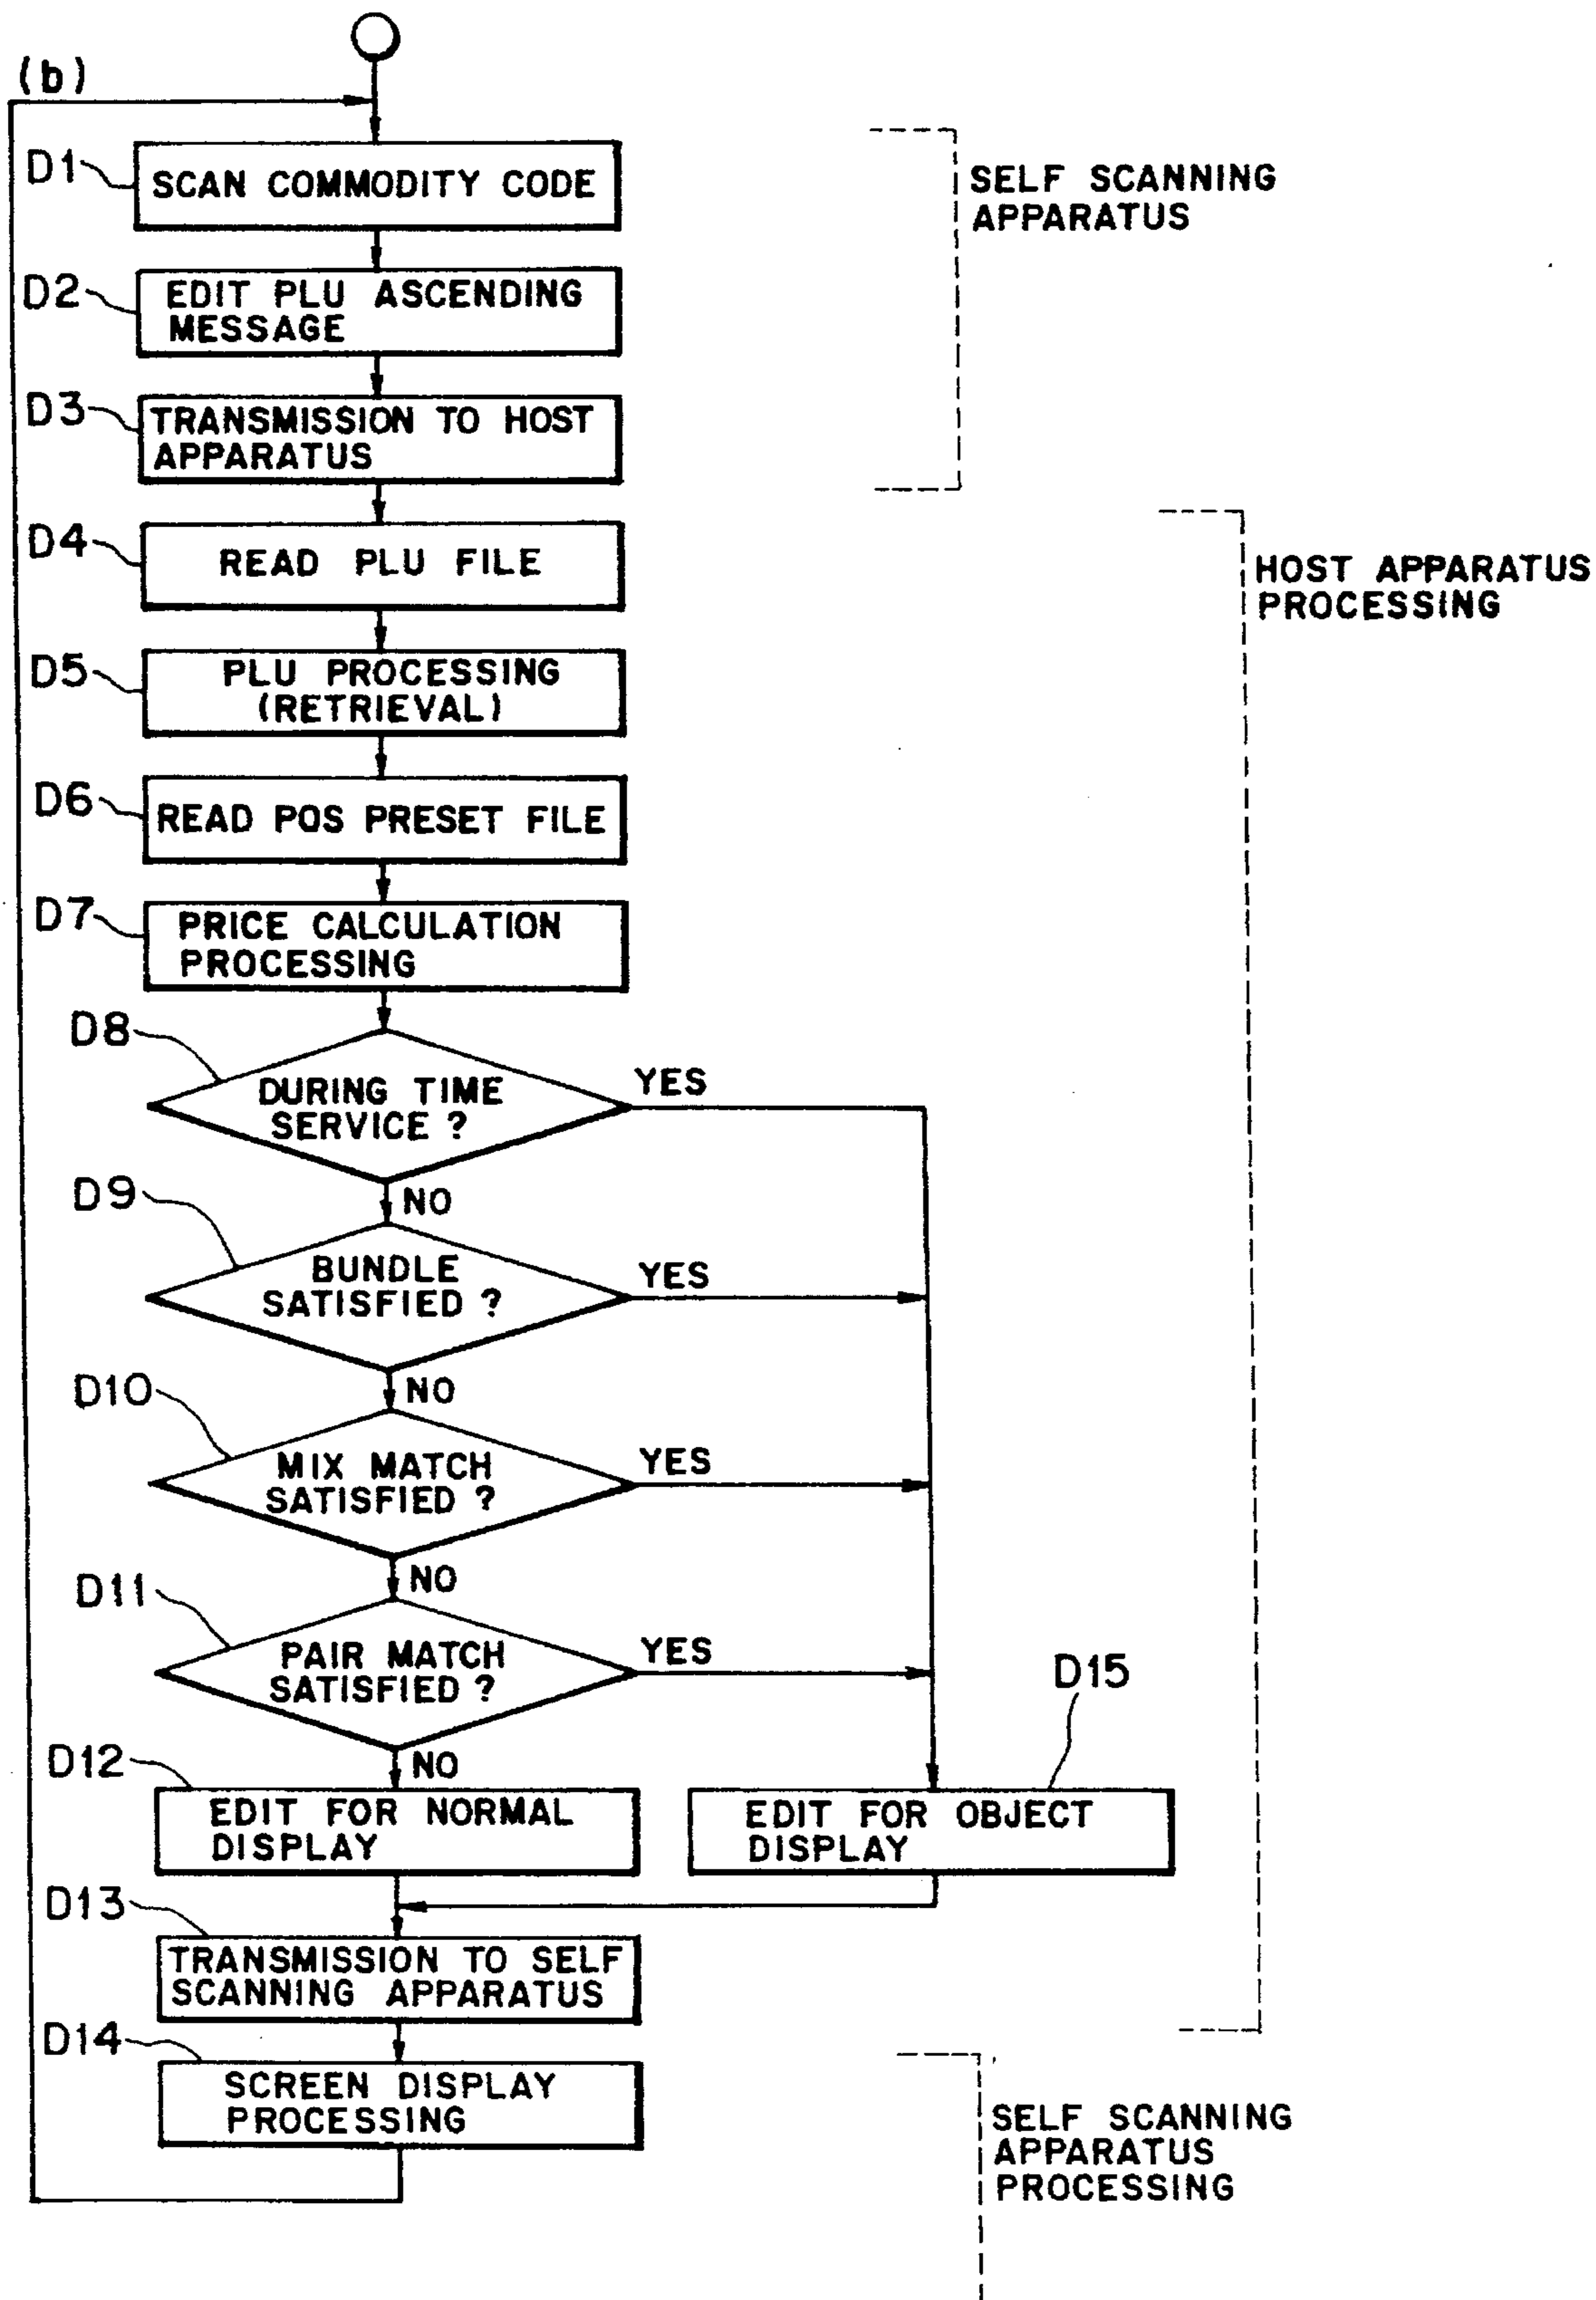 (b)
D1
SCAN COMMODITY CODE
SELF SCANNING
APPARATUS
D2
EDIT PLU ASCENDING
MESSAGE
D3
TRANSMISSION TO HOST
APPARATUS
D4
READ PLU FILE
HOST APPARATUS
PROCESSING
D5
PLU PROCESSING
(RETRIEVAL)
D6
READ POS PRESET FILE
D7
PRICE CALCULATION
PROCESSING
D8
DURING TIME
SERVICE ?
YES
NO
D9
BUNDLE
SATISFIED ?
YES
NO
D10
MIX MATCH
SATISFIED ?
YES
NO
D11
PAIR MATCH
SATISFIED ?
YES
NO
D12
EDIT FOR NORMAL
DISPLAY
D15
EDIT FOR OBJECT
DISPLAY
D13
TRANSMISSION TO SELF
SCANNING APPARATUS
D14
SCREEN DISPLAY
PROCESSING
SELF SCANNING
APPARATUS
PROCESSING